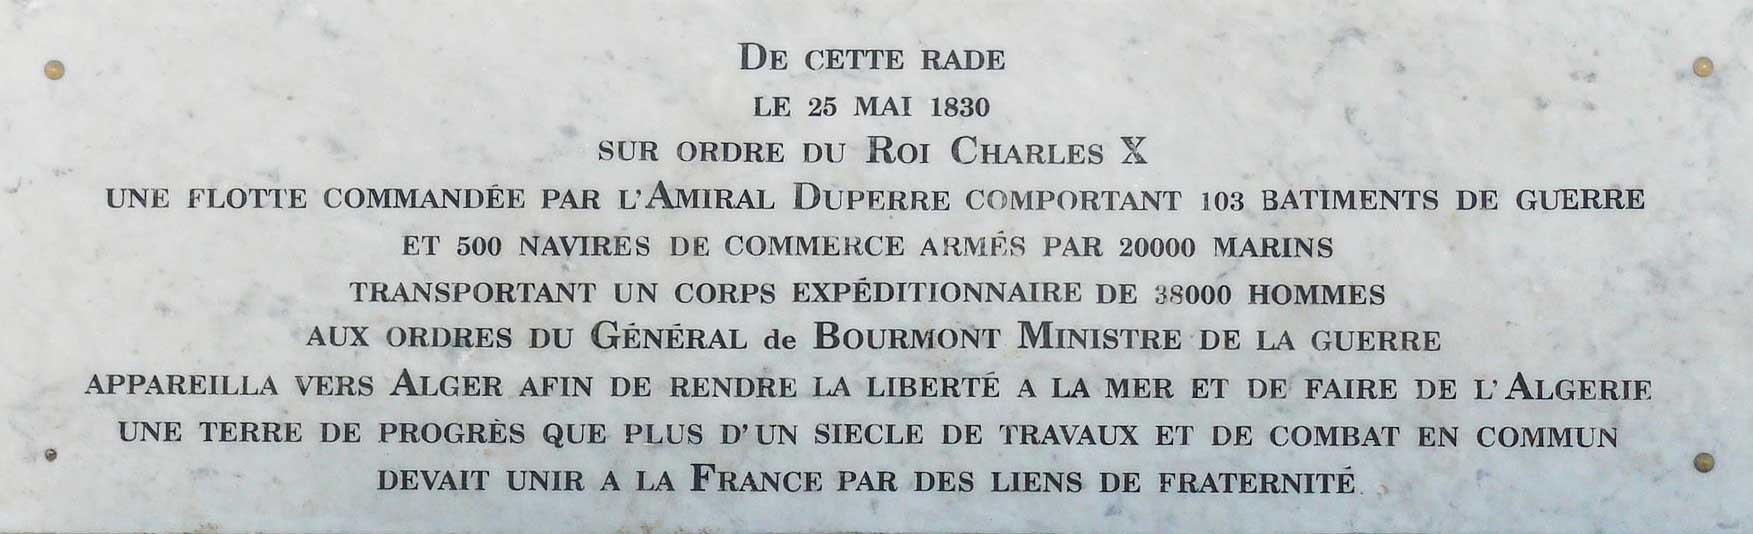 De cette rade
le 25 mai 1830
sur ordre du Roi Charles X
une flotte commandée par l'Amiral Duperre comportant 103 batiments de guerre
et 500 navires de commerce armés par 20000 marins
transportant un corps expéditionnaire de 38000 hommes
aux ordres du Général de Bourmont Ministre de la guerre
appareilla vers Alger afin de rendre la liberté a la mer et de faire de l'Algerie
une terre de progrès que plus d'un siecle de travaux et de combat en commun
devait unir a la France par des liens de fraternité.